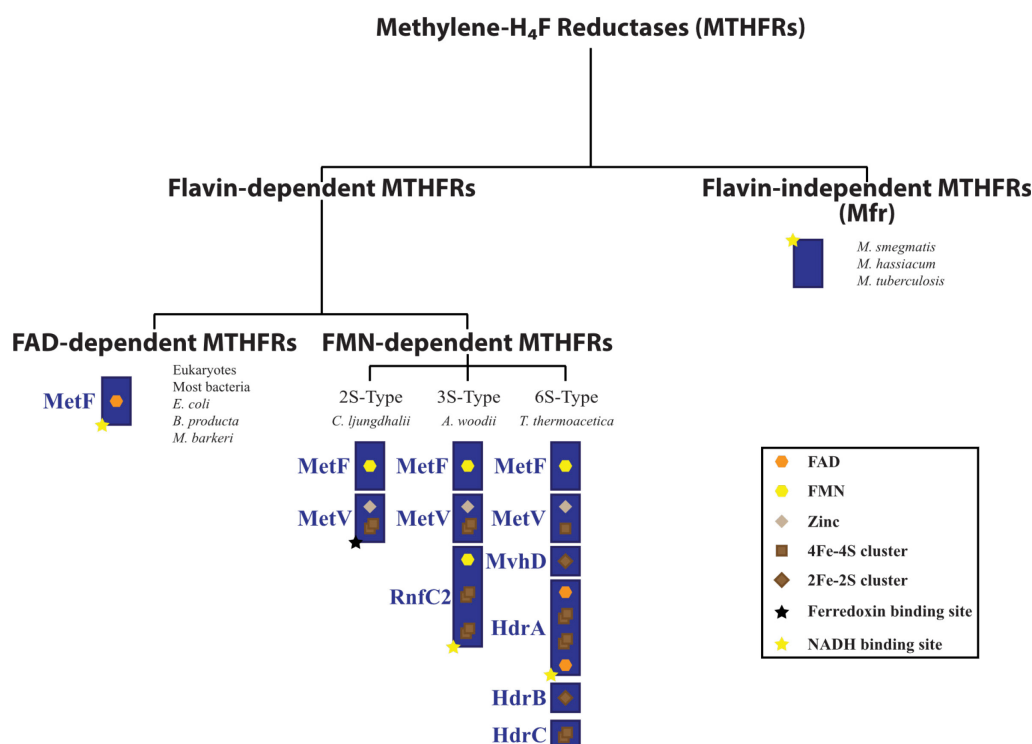 Methylene-H₄F Reductases (MTHFRs)
Flavin-dependent MTHFRs
Flavin-independent MTHFRs
(Mfr)
M. smegmatis
M. hassiacum
M. tuberculosis
FAD-dependent MTHFRs
MetF
Eukaryotes
Most bacteria
E. coli
B. producta
M. barkeri
FMN-dependent MTHFRs
2S-Type
3S-Type
6S-Type
C. ljungdhalii
A. woodii
T. thermoacetica
MetF
MetF
MetF
MetV
MetV
MetV
MvhD
RnfC2
HdrA
HdrB
HdrC
FAD
FMN
Zinc
4Fe-4S cluster
2Fe-2S cluster
Ferredoxin binding site
NADH binding site